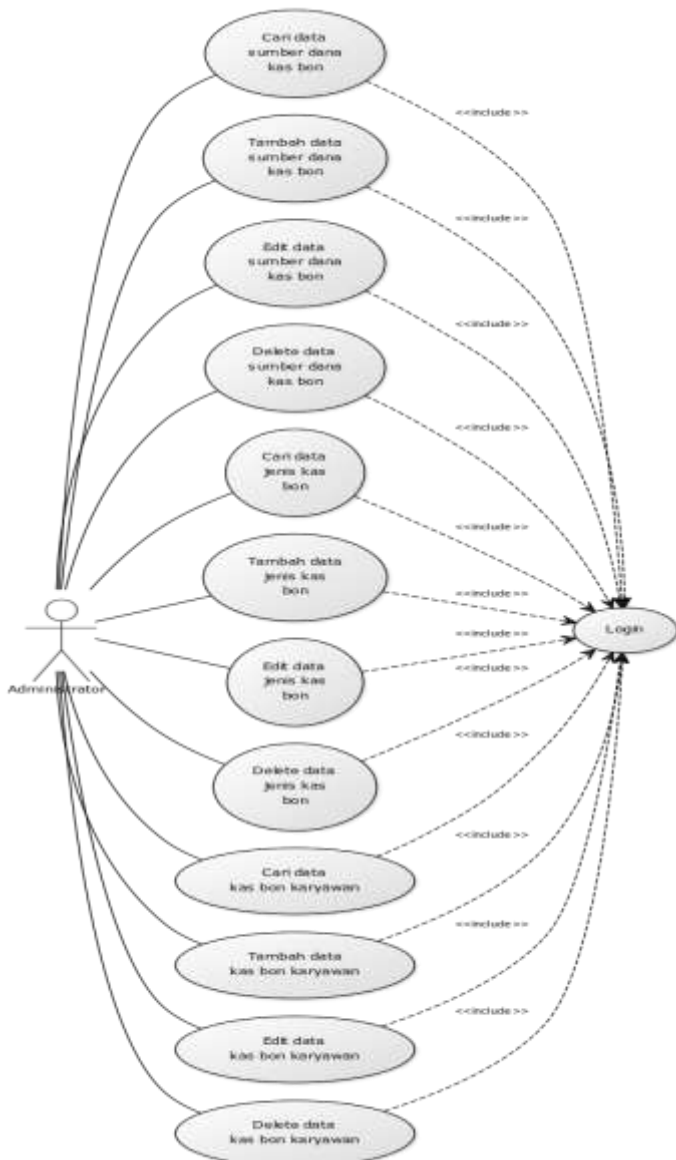 Cari data
sumber dana
kas bon
<<include>>
Tambah data
sumber dana
kas bon
<<include>>
Edit data
sumber dana
kas bon
<<include>>
Delete data
sumber dana
kas bon
<<include>>
Cari data
jenis kas
bon
<<include>>
Tambah data
jenis kas
bon
<<include>>
Login
<<include>>
Edit data
jenis kas
bon
<<include>>
Administrator
<<include>>
Delete data
jenis kas
bon
<<include>>
Cari data
kas bon karyawan
<<include>>
Tambah data
kas bon karyawan
<<include>>
Edit data
kas bon karyawan
Delete data
kas bon karyawan